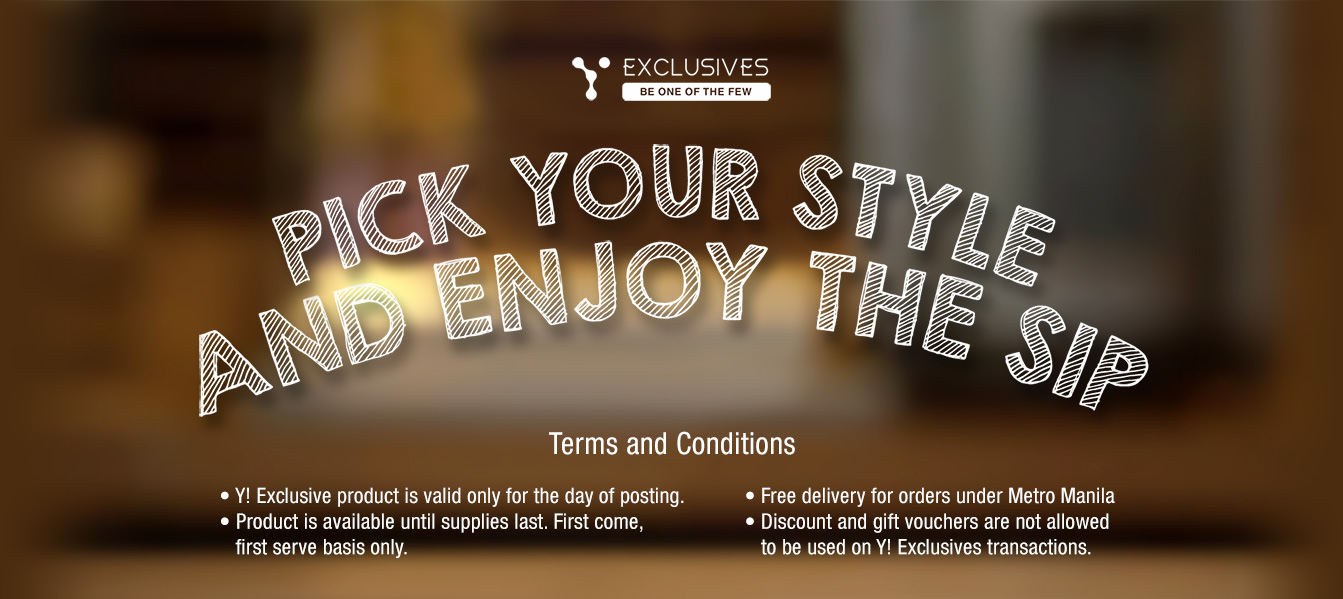 EXCLUSIVES
BE ONE OF THE FEW
PICK YOUR STYLE
AND ENJOY THE SIP
Terms and Conditions
• Y! Exclusive product is valid only for the day of posting.
• Product is available until supplies last. First come,
first serve basis only.
• Free delivery for orders under Metro Manila
• Discount and gift vouchers are not allowed
to be used on Y! Exclusives transactions.